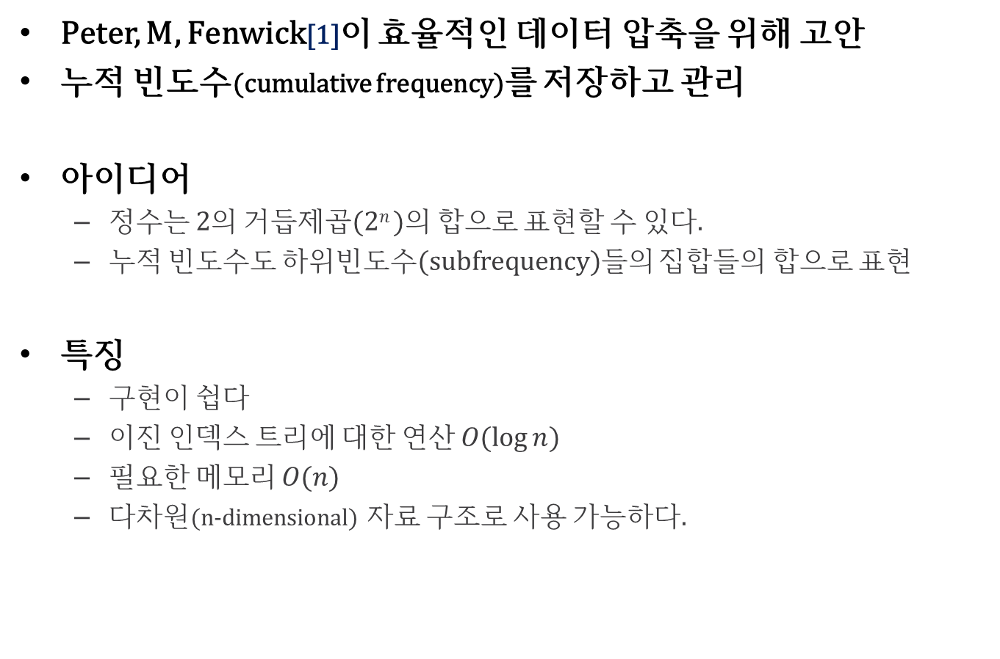 • Peter, M, Fenwick[1]이 효율적인 데이터 압축을 위해 고안
• 누적 빈도수(cumulative frequency)를 저장하고 관리
• 아이디어
– 정수는 2의 거듭제곱(2ⁿ)의 합으로 표현할 수 있다.
– 누적 빈도수도 하위빈도수(subfrequency)들의 집합들의 합으로 표현
• 특징
– 구현이 쉽다
– 이진 인덱스 트리에 대한 연산 O(log n)
– 필요한 메모리 O(n)
– 다차원(n-dimensional) 자료 구조로 사용 가능하다.